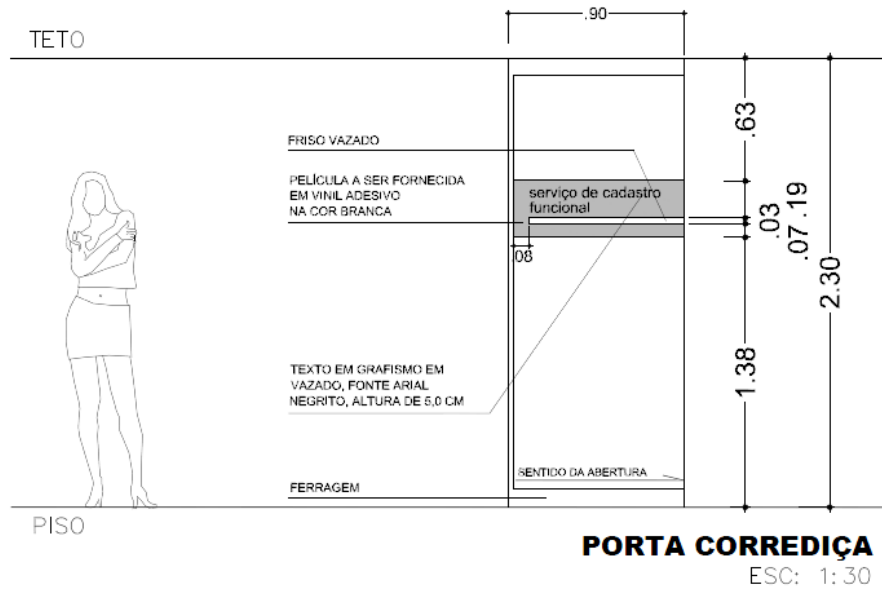 .90
TETO
FRISO VAZADO
PELÍCULA A SER FORNECIDA
EM VINIL ADESIVO
NA COR BRANCA
serviço de cadastro
funcional
.08
.63
.03
.07 .19
2.30
1.38
TEXTO EM GRAFISMO EM
VAZADO, FONTE ARIAL
NEGRITO, ALTURA DE 5,0 CM
SENTIDO DA ABERTURA
FERRAGEM
PISO
PORTA CORREDIÇA
ESC: 1:30